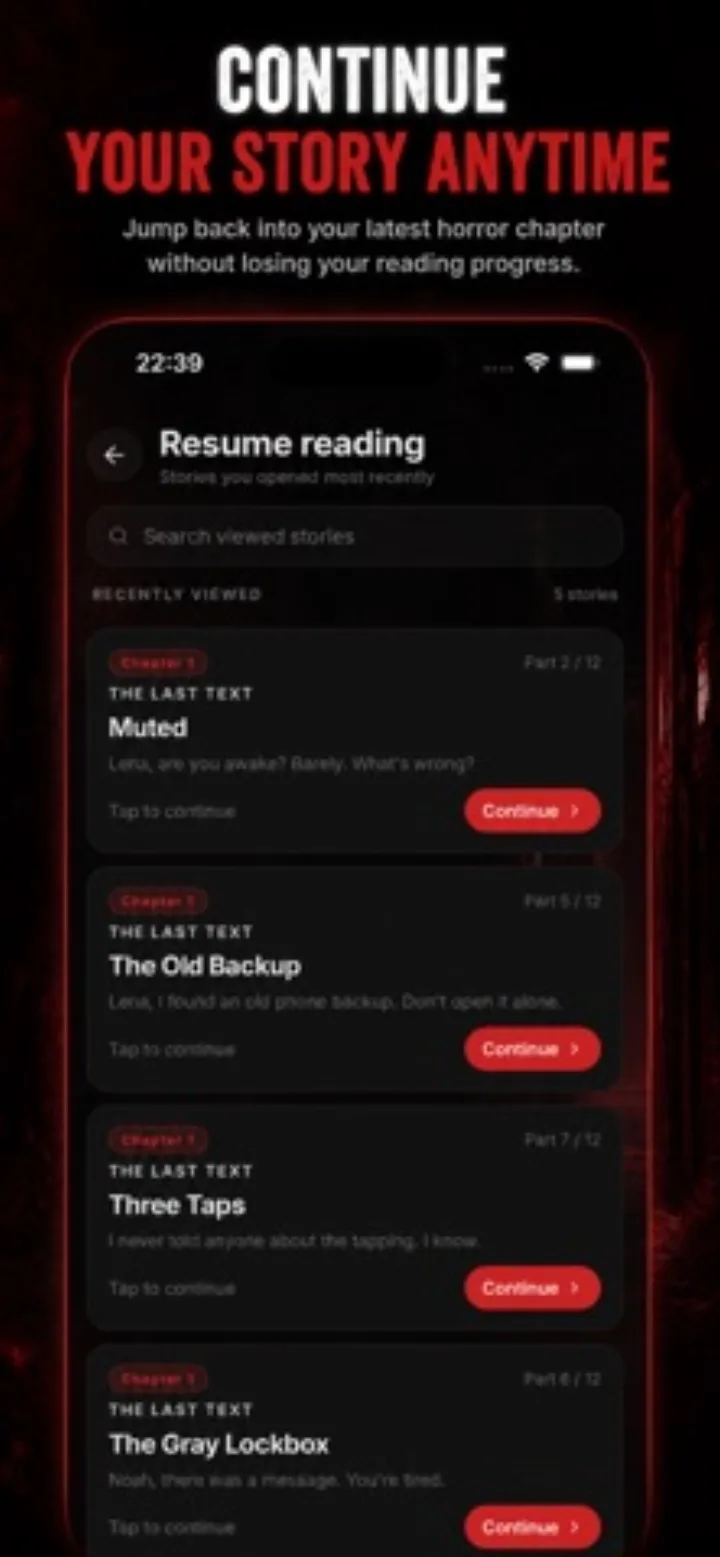 CONTINUE
YOUR STORY ANYTIME
Jump back into your latest horror chapter
without losing your reading progress.
22:39
Resume reading
Stories you opened most recently
Search viewed stories
RECENTLY VIEWED
5 stories
Chapter 1
Part 2 / 12
THE LAST TEXT
Muted
Lena, are you awake? Barely. What's wrong?
Tap to continue
Continue
Chapter 1
Part 5 / 12
THE LAST TEXT
The Old Backup
Lena, I found an old phone backup. Don't open it alone.
Tap to continue
Continue
Chapter 1
Part 7 / 12
THE LAST TEXT
Three Taps
I never told anyone about the tapping. I know.
Tap to continue
Continue
Chapter 1
Part 6 / 12
THE LAST TEXT
The Gray Lockbox
Noah, there was a message. You're tired.
Tap to continue
Continue